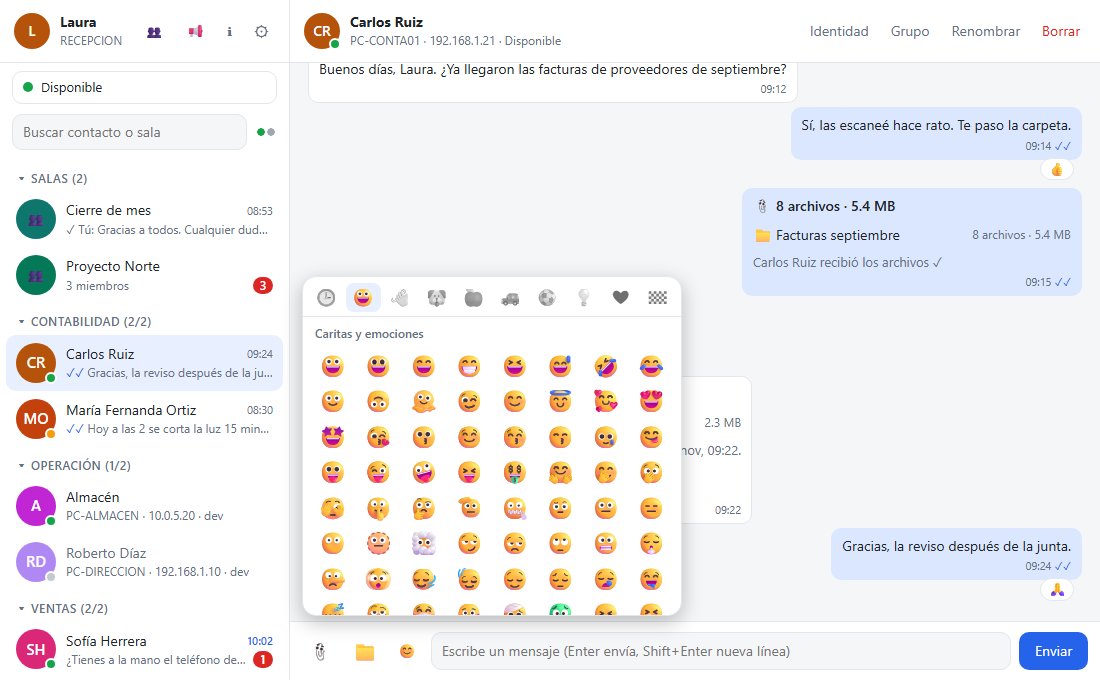 L
Laura
RECEPCION
Disponible
Buscar contacto o sala
SALAS (2)
Cierre de mes
08:53
✓ Tú: Gracias a todos. Cualquier dud...
Proyecto Norte
3 miembros
3
CONTABILIDAD (2/2)
CR
Carlos Ruiz
09:24
✓✓ Gracias, la reviso después de la ju...
MO
María Fernanda Ortiz
08:30
✓✓ Hoy a las 2 se corta la luz 15 min...
OPERACIÓN (1/2)
A
Almacén
PC-ALMACEN · 10.0.5.20 · dev
RD
Roberto Díaz
PC-DIRECCION · 192.168.1.10 · dev
VENTAS (2/2)
SH
Sofía Herrera
10:02
¿Tienes a la mano el teléfono de...
1
CR
Carlos Ruiz
PC-CONTA01 · 192.168.1.21 · Disponible
Identidad
Grupo
Renombrar
Borrar
Buenos días, Laura. ¿Ya llegaron las facturas de proveedores de septiembre?
09:12
Sí, las escaneé hace rato. Te paso la carpeta.
09:14 ✓✓
8 archivos · 5.4 MB
Facturas septiembre
8 archivos · 5.4 MB
Carlos Ruiz recibió los archivos ✓
09:15 ✓✓
Caritas y emociones
2.3 MB
nov, 09:22.
09:22
Gracias, la reviso después de la junta.
09:24 ✓✓
Escribe un mensaje (Enter envía, Shift+Enter nueva línea)
Enviar